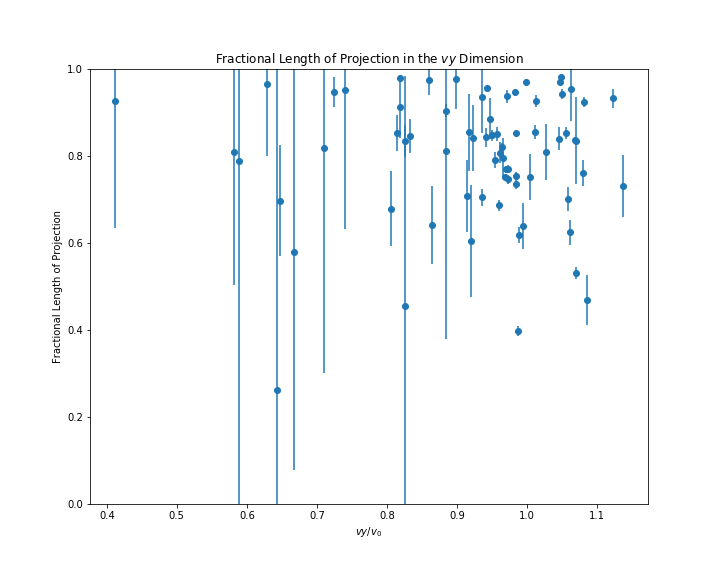 Fractional Length of Projection in the vy Dimension
1.0
0.8
0.6
0.4
0.2
0.0
Fractional Length of Projection
0.4 0.5 0.6 0.7 0.8 0.9 1.0 1.1
vy/v₀